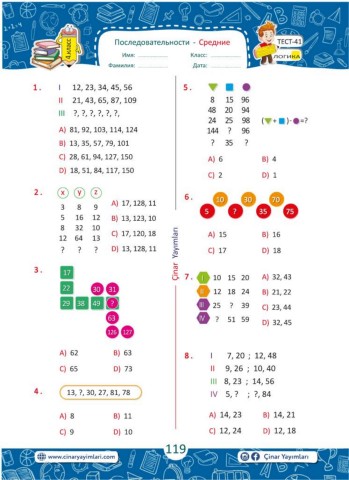 4.класс
Последовательности - Средние
Имя:
Класс:
Фамилия:
Дата:
ТЕСТ-41
ЛОГИКА
1.
I 12, 23, 34, 45, 56
II 21, 43, 65, 87, 109
III ?, ?, ?, ?, ?,
A) 81, 92, 103, 114, 124
B) 13, 35, 57, 79, 101
C) 28, 61, 94, 127, 150
D) 18, 51, 84, 117, 150
2.
x y z
3 8 9
5 16 12
8 32 10
12 64 13
? ? ?
A) 17, 128, 11
B) 13, 123, 10
C) 17, 120, 18
D) 13, 128, 11
3.
17
22 30 31
29 38 49 ?
63
126 127
A) 62 B) 63
C) 65 D) 73
4.
13, ?, 30, 27, 81, 78
A) 8 B) 11
C) 9 D) 10
Çınar Yayımları
5.
8 15 96
48 20 94
24 25 98
144 ? 96
? 35 ?
( + )- =?
A) 6 B) 4
C) 2 D) 1
6.
10 30 200
5 ? 35 75
A) 15 B) 16
C) 17 D) 18
7.
I 10 15 20
II 12 18 24
III 25 ? 39
IV ? 51 59
A) 32, 43
B) 21, 22
C) 23, 44
D) 32, 45
8.
I 7, 20 ; 12, 48
II 9, 26 ; 10, 40
III 8, 23 ; 14, 56
IV 5, ? ; ?, 84
A) 14, 23 B) 14, 21
C) 12, 24 D) 12, 18
www.cinaryayimlari.com
119
Çınar Yayımları